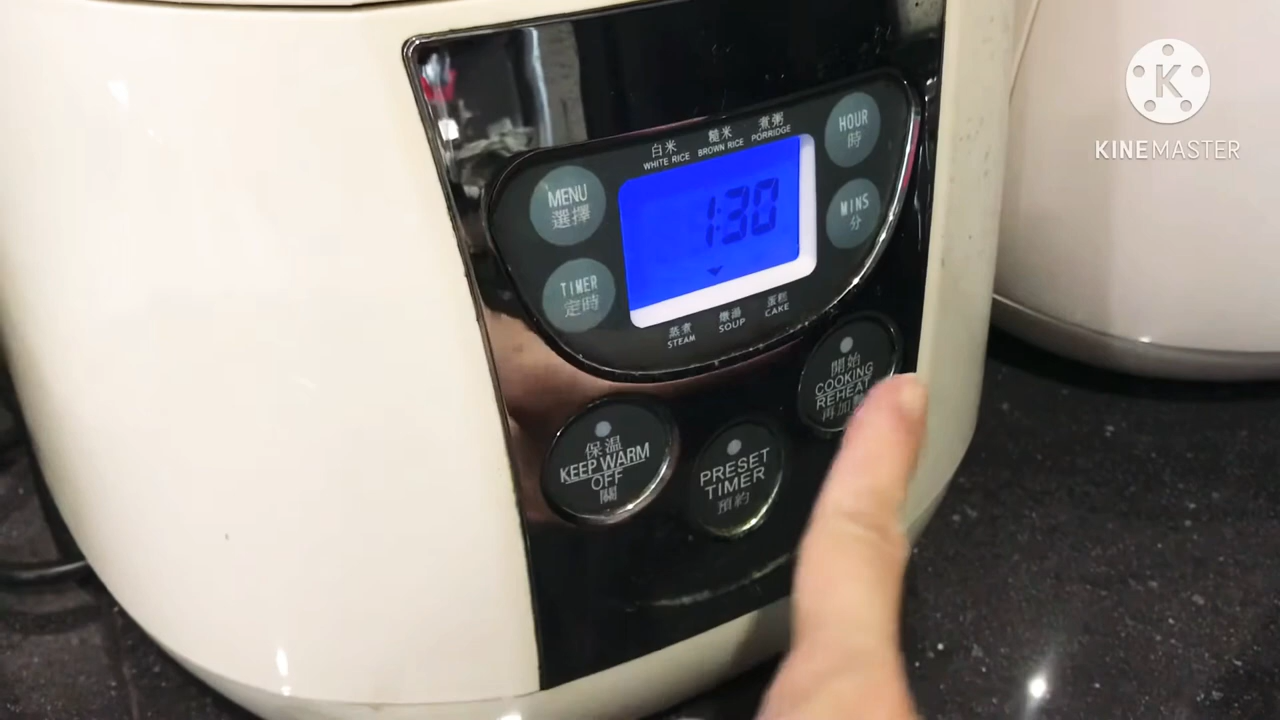 K
KINEMASTER
白米
WHITE RICE
糙米
BROWN RICE
煮粥
PORRIDGE
HOUR
時
MENU
選擇
1:30
MINS
分
TIMER
定時
蒸煮
STEAM
燉湯
SOUP
蛋糕
CAKE
開始
COOKING
REHEAT
再加
保溫
KEEP WARM
OFF
關
PRESET
TIMER
預約